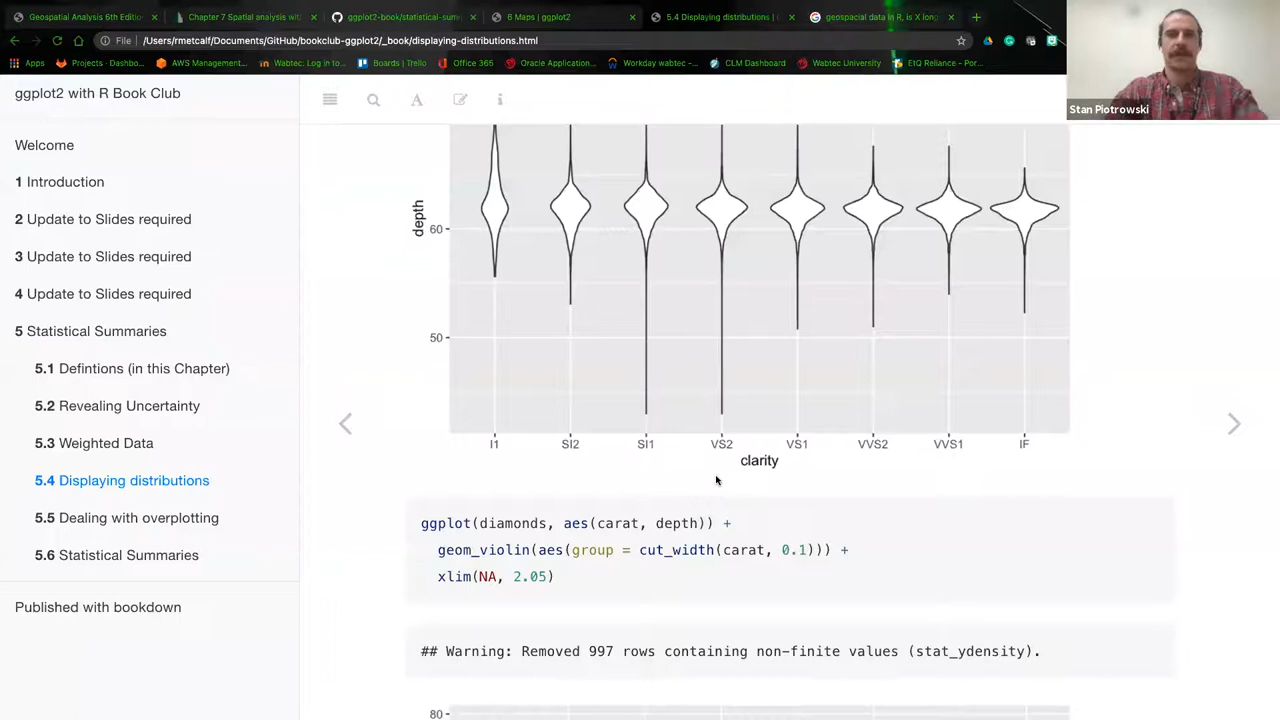 Geospatial Analysis 6th Edition
Chapter 7 Spatial analysis with
ggplot2-book/statistical-summ
6 Maps | ggplot2
5.4 Displaying distributions |
geospacial data in R, is X long
File | /Users/rmetcalf/Documents/GitHub/bookclub-ggplot2/_book/displaying-distributions.html
Apps
Projects · Dashbo...
AWS Management...
Wabtec: Log in to...
Boards | Trello
Office 365
Oracle Application...
Workday wabtec -...
CLM Dashboard
Wabtec University
EtQ Reliance - Por...
Stan Piotrowski
ggplot2 with R Book Club
Welcome
1 Introduction
2 Update to Slides required
3 Update to Slides required
4 Update to Slides required
5 Statistical Summaries
5.1 Defintions (in this Chapter)
5.2 Revealing Uncertainty
5.3 Weighted Data
5.4 Displaying distributions
5.5 Dealing with overplotting
5.6 Statistical Summaries
Published with bookdown
depth
60
50
I1 SI2 SI1 VS2 VS1 VVS2 VVS1 IF
clarity
ggplot(diamonds, aes(carat, depth)) +
geom_violin(aes(group = cut_width(carat, 0.1))) +
xlim(NA, 2.05)
## Warning: Removed 997 rows containing non-finite values (stat_ydensity).
80